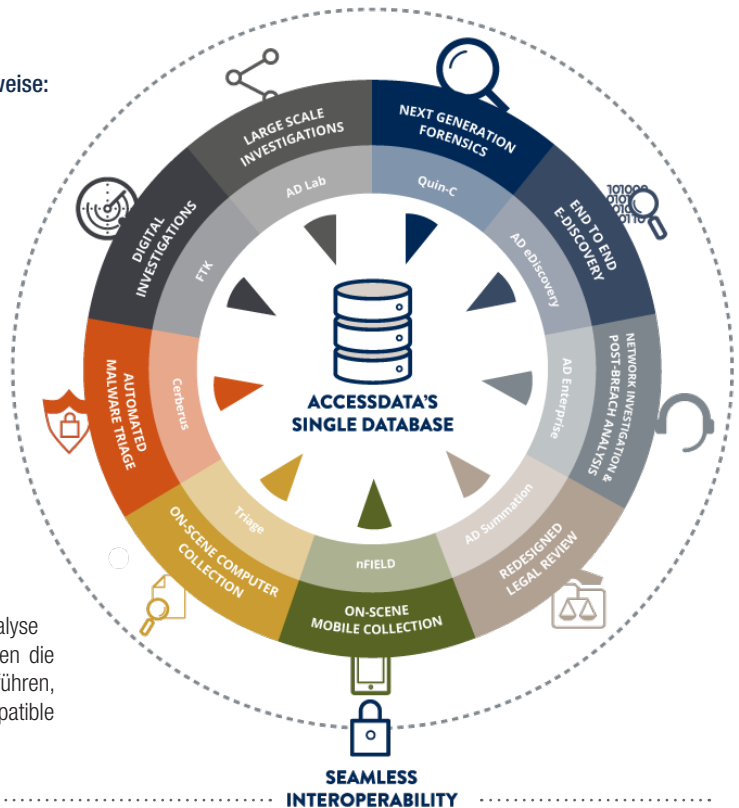 weise:
LARGE SCALE
INVESTIGATIONS
AD Lab
NEXT GENERATION
FORENSICS
Quin-C
END TO END
E-DISCOVERY
AD eDiscovery
NETWORK INVESTIGATION &
POST-BREACH ANALYSIS
AD Enterprise
REDESIGNED
LEGAL REVIEW
AD Summation
ON-SCENE
MOBILE COLLECTION
nFIELD
ON-SCENE COMPUTER
COLLECTION
Triage
AUTOMATED
MALWARE TRIAGE
Cerberus
DIGITAL
INVESTIGATIONS
FTK
ACCESSDATA'S
SINGLE DATABASE
alyse
en die
führen,
patible
SEAMLESS
INTEROPERABILITY